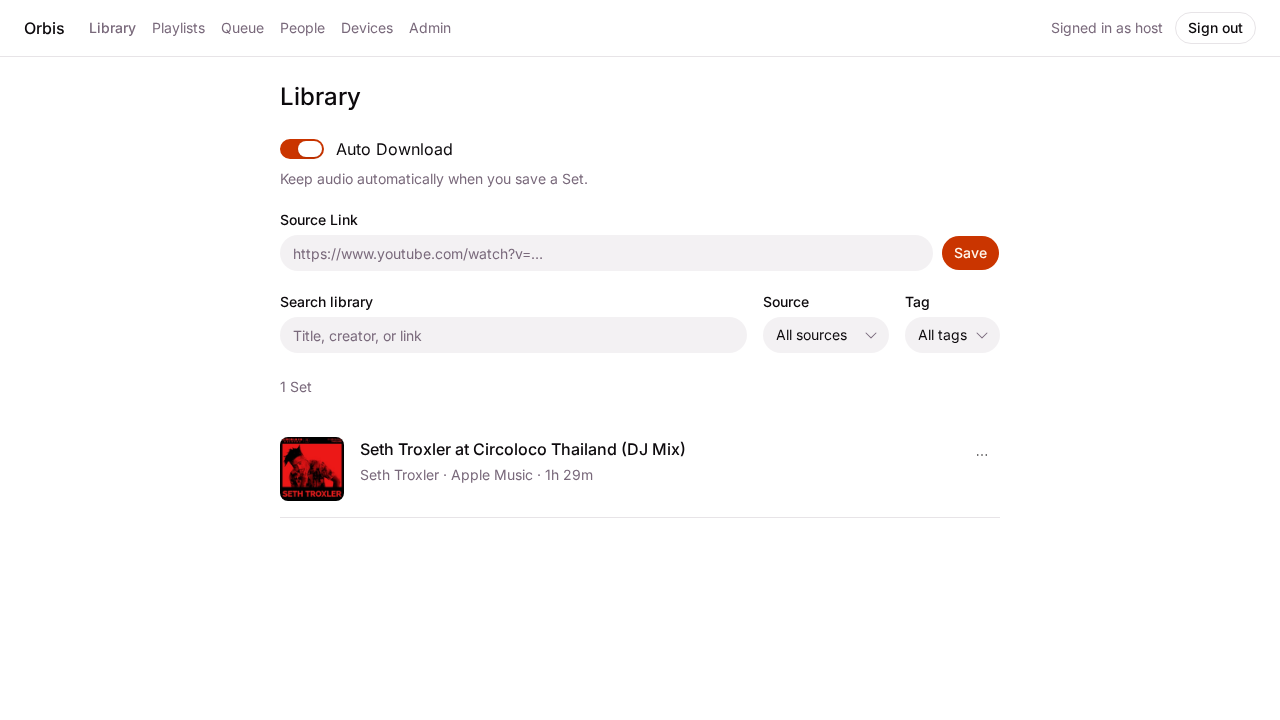 Orbis Library Playlists Queue People Devices Admin Signed in as host Sign out
Library
Auto Download
Keep audio automatically when you save a Set.
Source Link
https://www.youtube.com/watch?v=... Save
Search library Source Tag
Title, creator, or link All sources All tags
1 Set
Seth Troxler at Circoloco Thailand (DJ Mix) ...
Seth Troxler · Apple Music · 1h 29m
SETH TROXLER